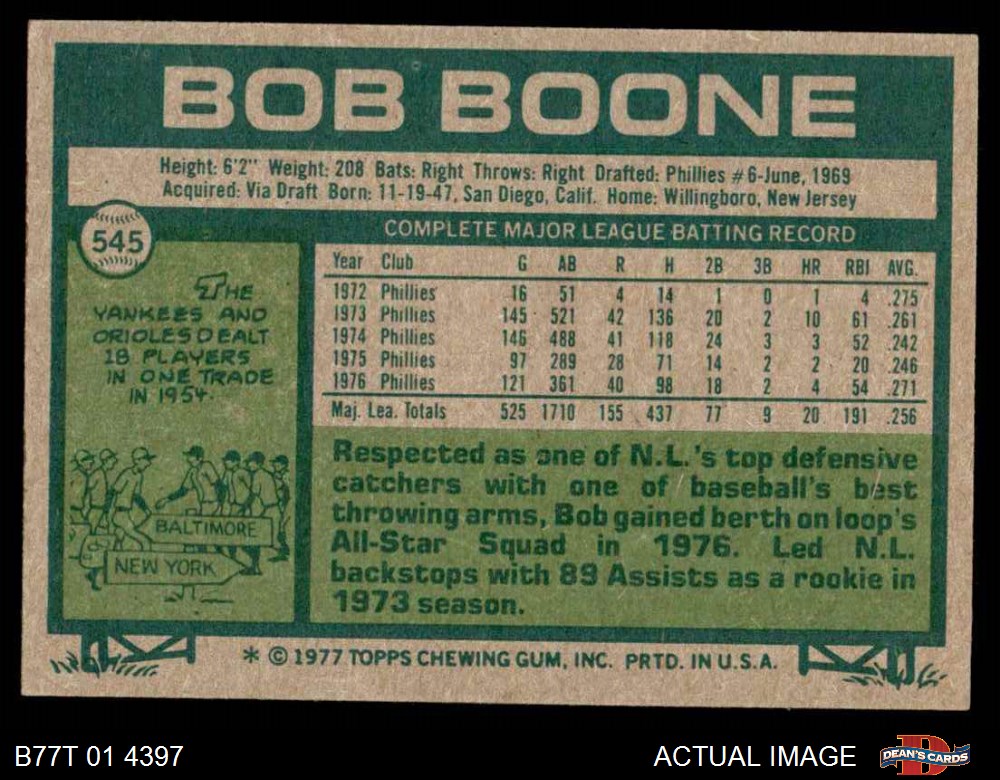 BOB BOONE
Height: 6'2" Weight: 208 Bats: Right Throws: Right Drafted: Phillies #6-June, 1969
Acquired: Via Draft Born: 11-19-47, San Diego, Calif. Home: Willingboro, New Jersey
545
THE
YANKEES AND
ORIOLES DEALT
18 PLAYERS
IN ONE TRADE
IN 1954.
BALTIMORE
NEW YORK
COMPLETE MAJOR LEAGUE BATTING RECORD
Year Club G AB R H 2B 3B HR RBI AVG.
1972 Phillies 16 51 4 14 1 0 1 4 .275
1973 Phillies 145 521 42 136 20 2 10 61 .261
1974 Phillies 146 488 41 118 24 3 3 52 .242
1975 Phillies 97 289 28 71 14 2 2 20 .246
1976 Phillies 121 361 40 98 18 2 4 54 .271
Maj. Lea. Totals 525 1710 155 437 77 9 20 191 .256
Respected as one of N.L.'s top defensive
catchers with one of baseball's best
throwing arms, Bob gained berth on loop's
All-Star Squad in 1976. Led N.L.
backstops with 89 Assists as a rookie in
1973 season.
* © 1977 TOPPS CHEWING GUM, INC. PRTD. IN U.S.A.
B77T 01 4397
ACTUAL IMAGE
DEAN'S CARDS